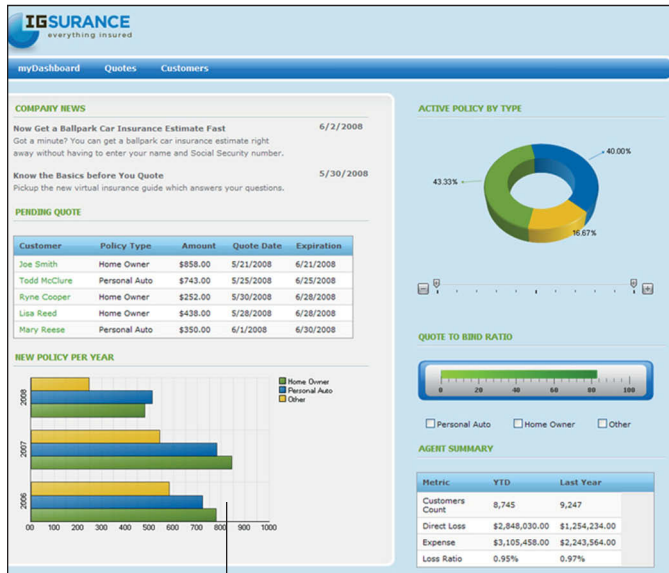 IGSURANCE
everything insured
myDashboard Quotes Customers
COMPANY NEWS
Now Get a Ballpark Car Insurance Estimate Fast 6/2/2008
Got a minute? You can get a ballpark car insurance estimate right
away without having to enter your name and Social Security number.
Know the Basics before You Quote 5/30/2008
Pickup the new virtual insurance guide which answers your questions.
PENDING QUOTE
Customer Policy Type Amount Quote Date Expiration
Joe Smith Home Owner $858.00 5/21/2008 6/21/2008
Todd McClure Personal Auto $743.00 5/25/2008 6/25/2008
Ryne Cooper Home Owner $252.00 5/30/2008 6/28/2008
Lisa Reed Home Owner $438.00 5/28/2008 6/28/2008
Mary Reese Personal Auto $350.00 6/1/2008 6/30/2008
NEW POLICY PER YEAR
Home Owner
Personal Auto
Other
2008
2007
2006
00 100 200 300 400 500 600 700 800 900 1000
ACTIVE POLICY BY TYPE
40.00%
43.33%
16.67%
QUOTE TO BIND RATIO
0 20 40 60 80 100
Personal Auto Home Owner Other
AGENT SUMMARY
Metric YTD Last Year
Customers
Count 8,745 9,247
Direct Loss $2,848,030.00 $1,254,234.00
Expense $3,105,458.00 $2,243,564.00
Loss Ratio 0.95% 0.97%